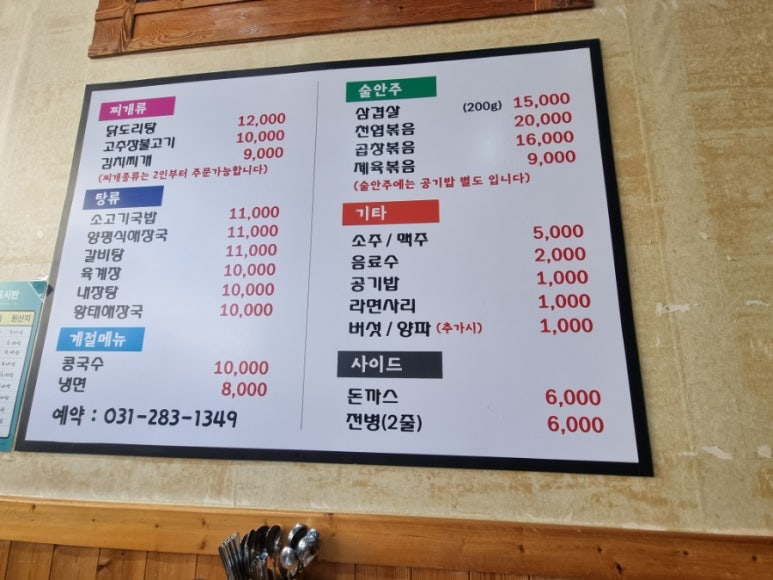 찌개류
닭도리탕 12,000
고추장불고기 10,000
김치찌개 9,000
(찌개종류는 2인부터 주문가능합니다)
탕류
소고기국밥 11,000
양평식해장국 11,000
갈비탕 11,000
육계장 10,000
내장탕 10,000
황태해장국 10,000
계절메뉴
콩국수 10,000
냉면 8,000
예약 : 031-283-1349
술안주
삼겹살 (200g) 15,000
천엽볶음 20,000
곱창볶음 16,000
제육볶음 9,000
(술안주에는 공기밥 별도 입니다)
기타
소주 / 맥주 5,000
음료수 2,000
공기밥 1,000
라면사리 1,000
버섯 / 양파 (추가시) 1,000
사이드
돈까스 6,000
전병(2줄) 6,000
원산지